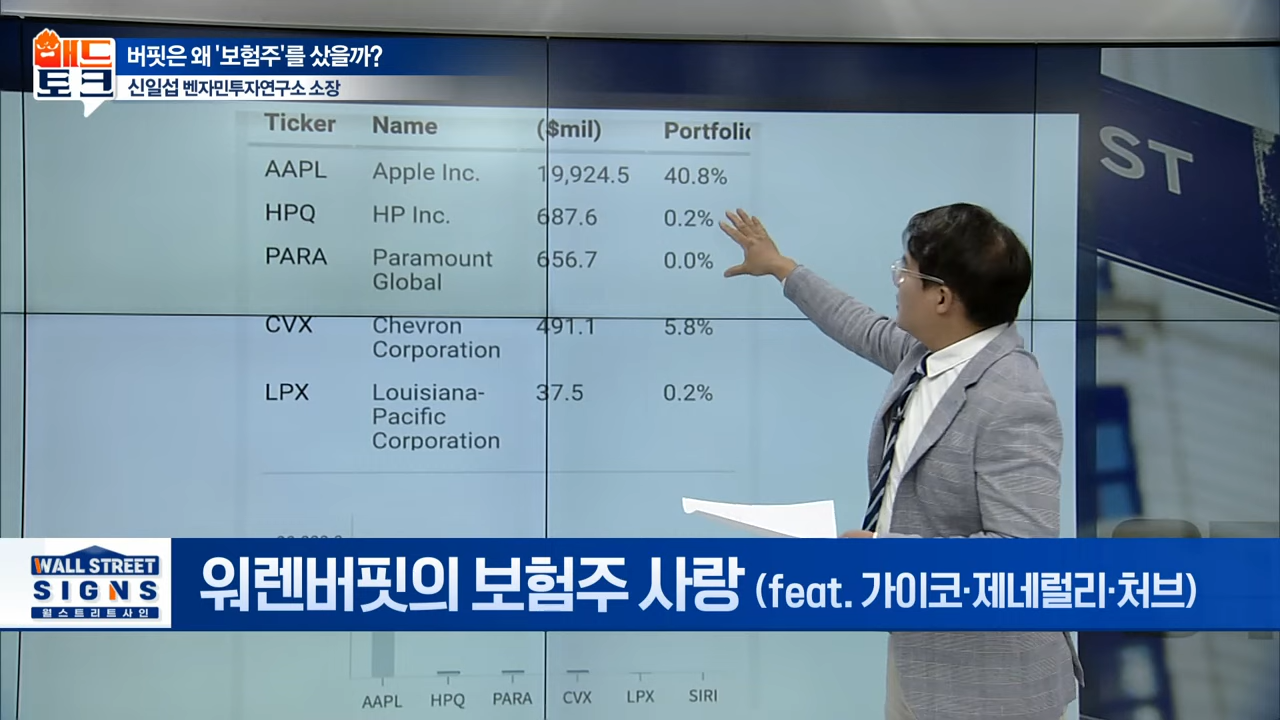 매드
토크
버핏은 왜 '보험주'를 샀을까?
신일섭 벤자민투자연구소 소장
Ticker Name ($mil) Portfolio
AAPL Apple Inc. 19,924.5 40.8%
HPQ HP Inc. 687.6 0.2%
PARA Paramount 656.7 0.0%
Global
CVX Chevron 491.1 5.8%
Corporation
LPX Louisiana- 37.5 0.2%
Pacific
Corporation
ST
WALL STREET
SIGNS
월스트리트사인
워렌버핏의 보험주 사랑 (feat. 가이코·제네럴리·처브)
AAPL HPQ PARA CVX LPX SIRI